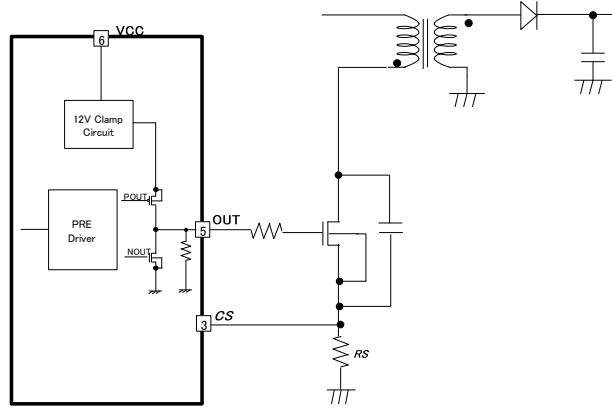 VCC
6
12V Clamp
Circuit
POUT
PRE
Driver
NOUT
OUT
5
CS
3
RS